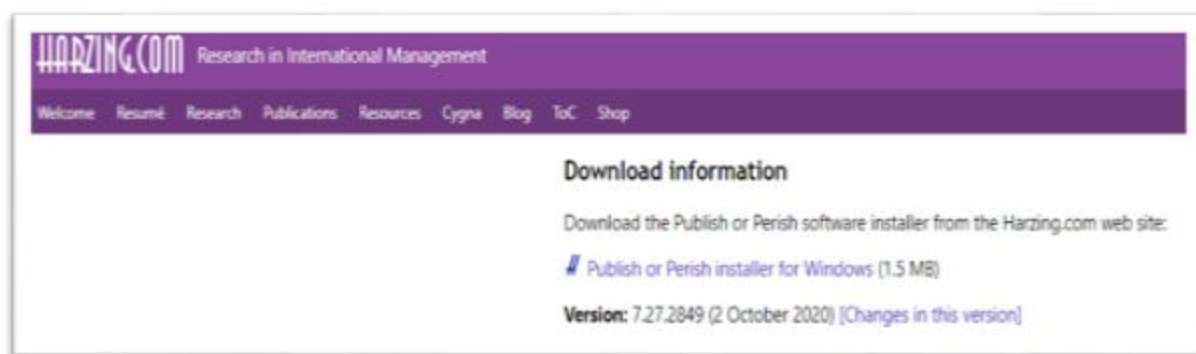 HARZING.COM Research in International Management
Welcome Resumé Research Publications Resources Cygna Blog ToC Shop
Download information
Download the Publish or Perish software installer from the Harzing.com web site:
Publish or Perish installer for Windows (1.5 MB)
Version: 7.27.2849 (2 October 2020) [Changes in this version]